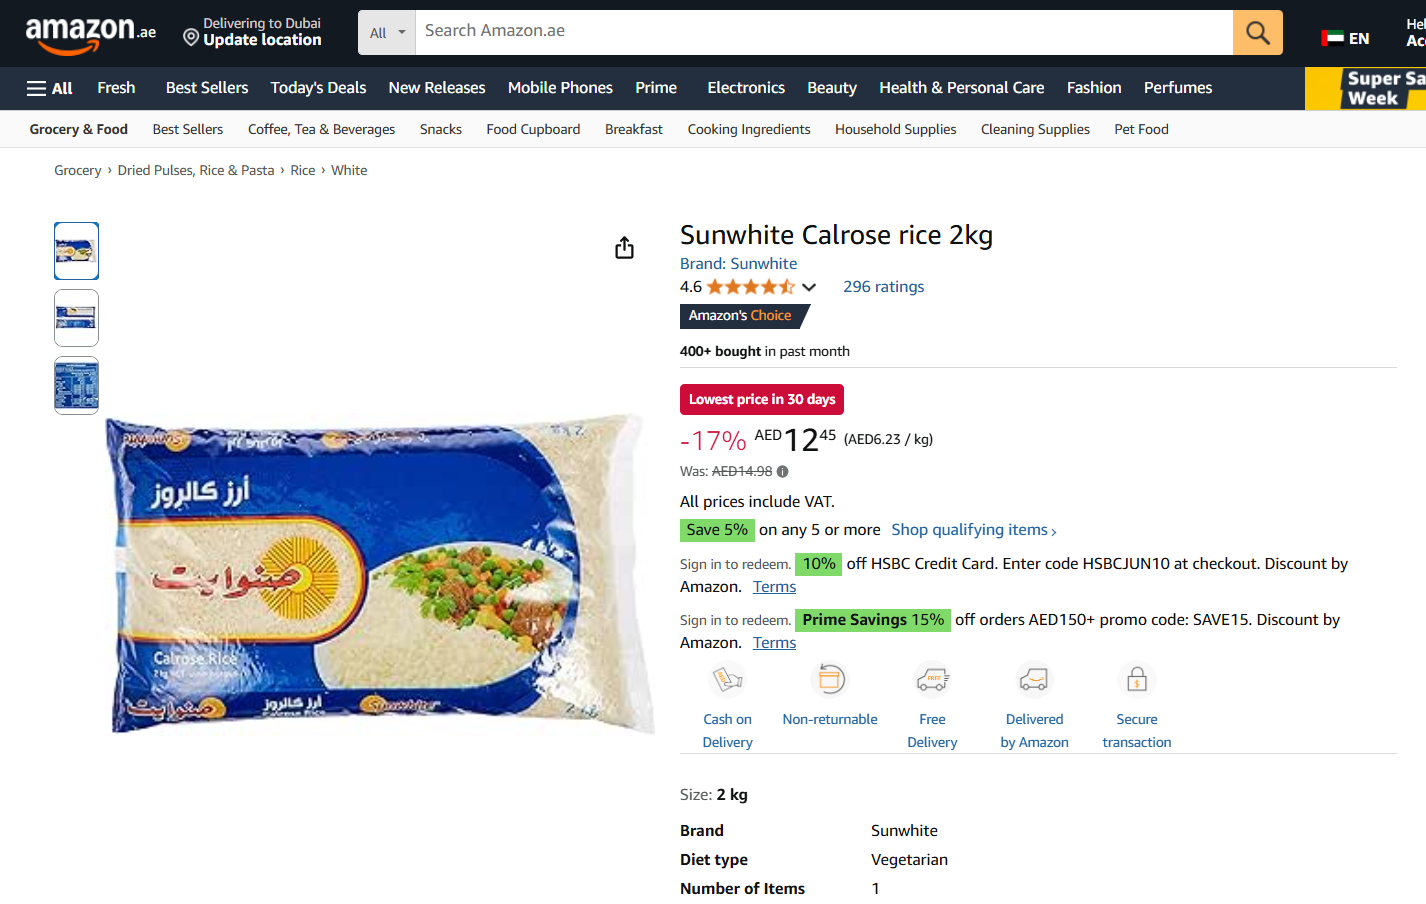 amazon.ae
Delivering to Dubai
Update location
All
Search Amazon.ae
EN
Hel
Acc
All
Fresh
Best Sellers
Today's Deals
New Releases
Mobile Phones
Prime
Electronics
Beauty
Health & Personal Care
Fashion
Perfumes
Super Sa
Week
Grocery & Food
Best Sellers
Coffee, Tea & Beverages
Snacks
Food Cupboard
Breakfast
Cooking Ingredients
Household Supplies
Cleaning Supplies
Pet Food
Grocery › Dried Pulses, Rice & Pasta › Rice › White
أرز كالروز
صنوايت
Calrose Rice
صنوايت
أرز كالروز
Calrose Rice
Sunwhite
2 kg
Sunwhite Calrose rice 2kg
Brand: Sunwhite
4.6
296 ratings
Amazon's Choice
400+ bought in past month
Lowest price in 30 days
-17% AED12 45 (AED6.23 / kg)
Was: AED14.98
All prices include VAT.
Save 5% on any 5 or more Shop qualifying items ›
Sign in to redeem. 10% off HSBC Credit Card. Enter code HSBCJUN10 at checkout. Discount by
Amazon. Terms
Sign in to redeem. Prime Savings 15% off orders AED150+ promo code: SAVE15. Discount by
Amazon. Terms
Cash on
Delivery
Non-returnable
FREE
Free
Delivery
Delivered
by Amazon
Secure
transaction
Size: 2 kg
Brand Sunwhite
Diet type Vegetarian
Number of Items 1